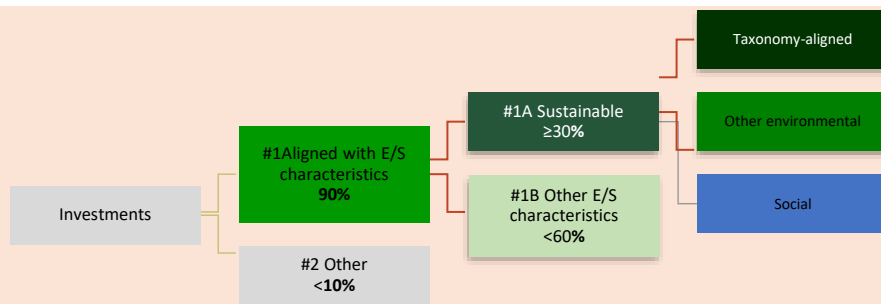 Taxonomy-aligned
#1A Sustainable
≥30%
Other environmental
#1Aligned with E/S
characteristics
90%
#1B Other E/S
characteristics
<60%
Social
Investments
#2 Other
<10%